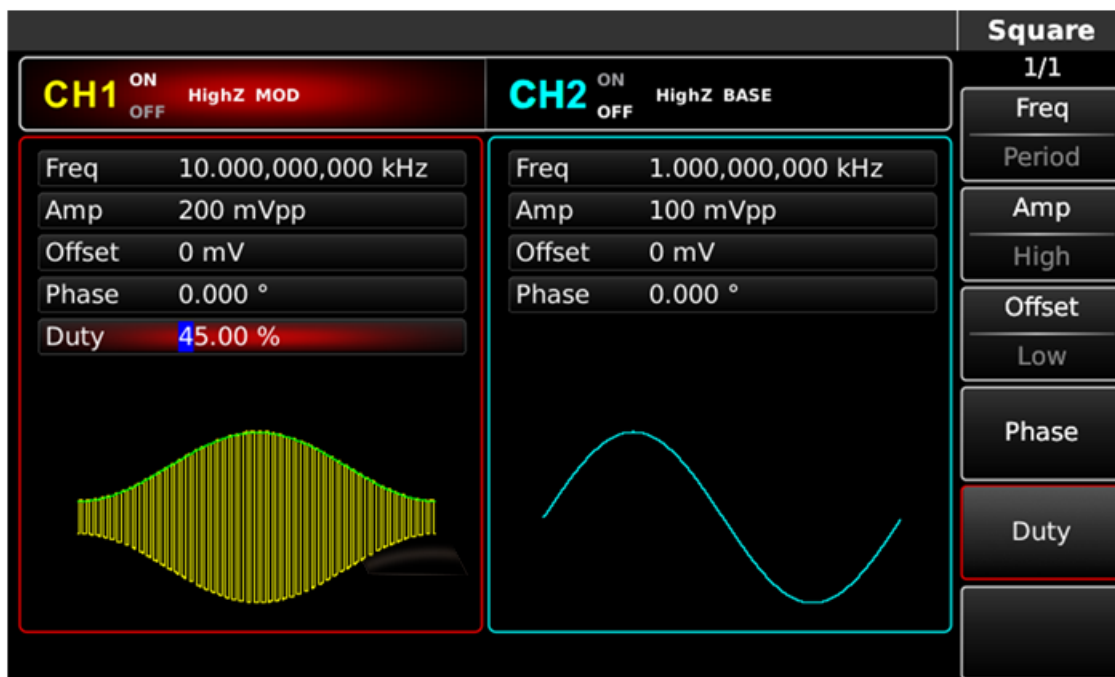 Square
1/1
CH1 ON OFF HighZ MOD
CH2 ON OFF HighZ BASE
Freq 10.000,000,000 kHz
Amp 200 mVpp
Offset 0 mV
Phase 0.000 °
Duty 45.00 %
Freq 1.000,000,000 kHz
Amp 100 mVpp
Offset 0 mV
Phase 0.000 °
Freq
Period
Amp
High
Offset
Low
Phase
Duty